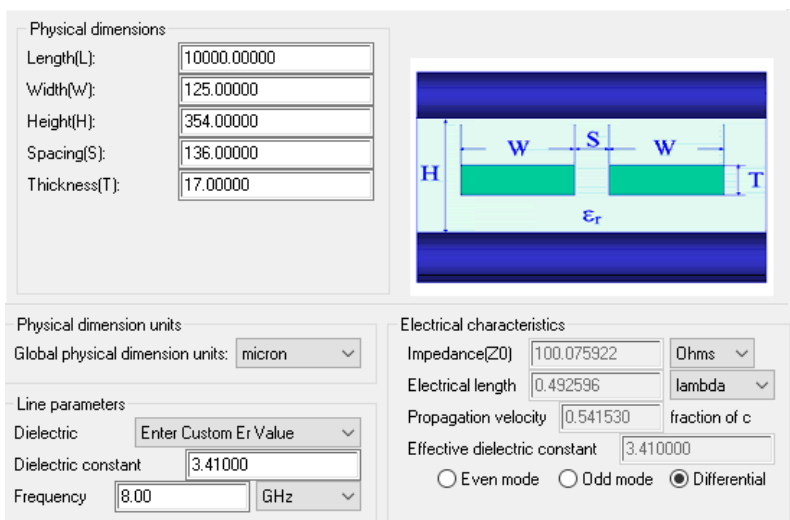 Physical dimensions
Length(L): 10000.00000
Width(W): 125.00000
Height(H): 354.00000
Spacing(S): 136.00000
Thickness(T): 17.00000
W S W
H T
εr
Physical dimension units
Global physical dimension units: micron
Line parameters
Dielectric Enter Custom Er Value
Dielectric constant 3.41000
Frequency 8.00 GHz
Electrical characteristics
Impedance(Z0) 100.075922 Ohms
Electrical length 0.492596 lambda
Propagation velocity 0.541530 fraction of c
Effective dielectric constant 3.410000
Even mode Odd mode Differential